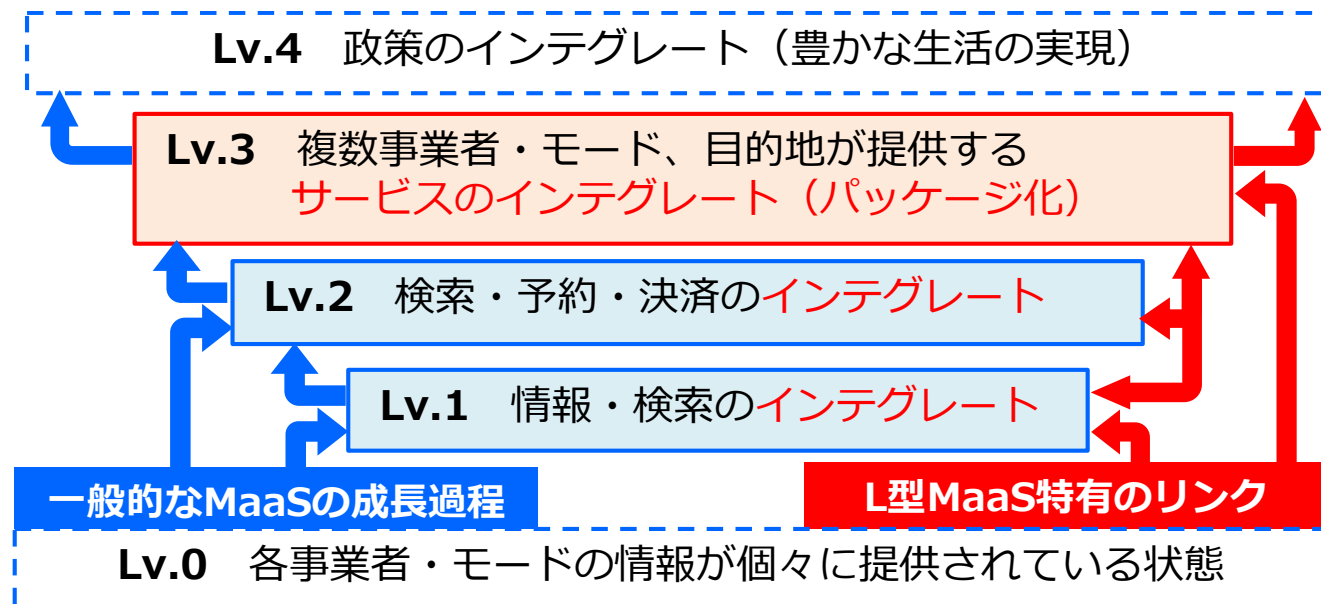 Lv.4　政策のインテグレート（豊かな生活の実現）
Lv.3　複数事業者・モード、目的地が提供する
サービスのインテグレート（パッケージ化）
Lv.2　検索・予約・決済のインテグレート
Lv.1　情報・検索のインテグレート
一般的なMaaSの成長過程
L型MaaS特有のリンク
Lv.0　各事業者・モードの情報が個々に提供されている状態